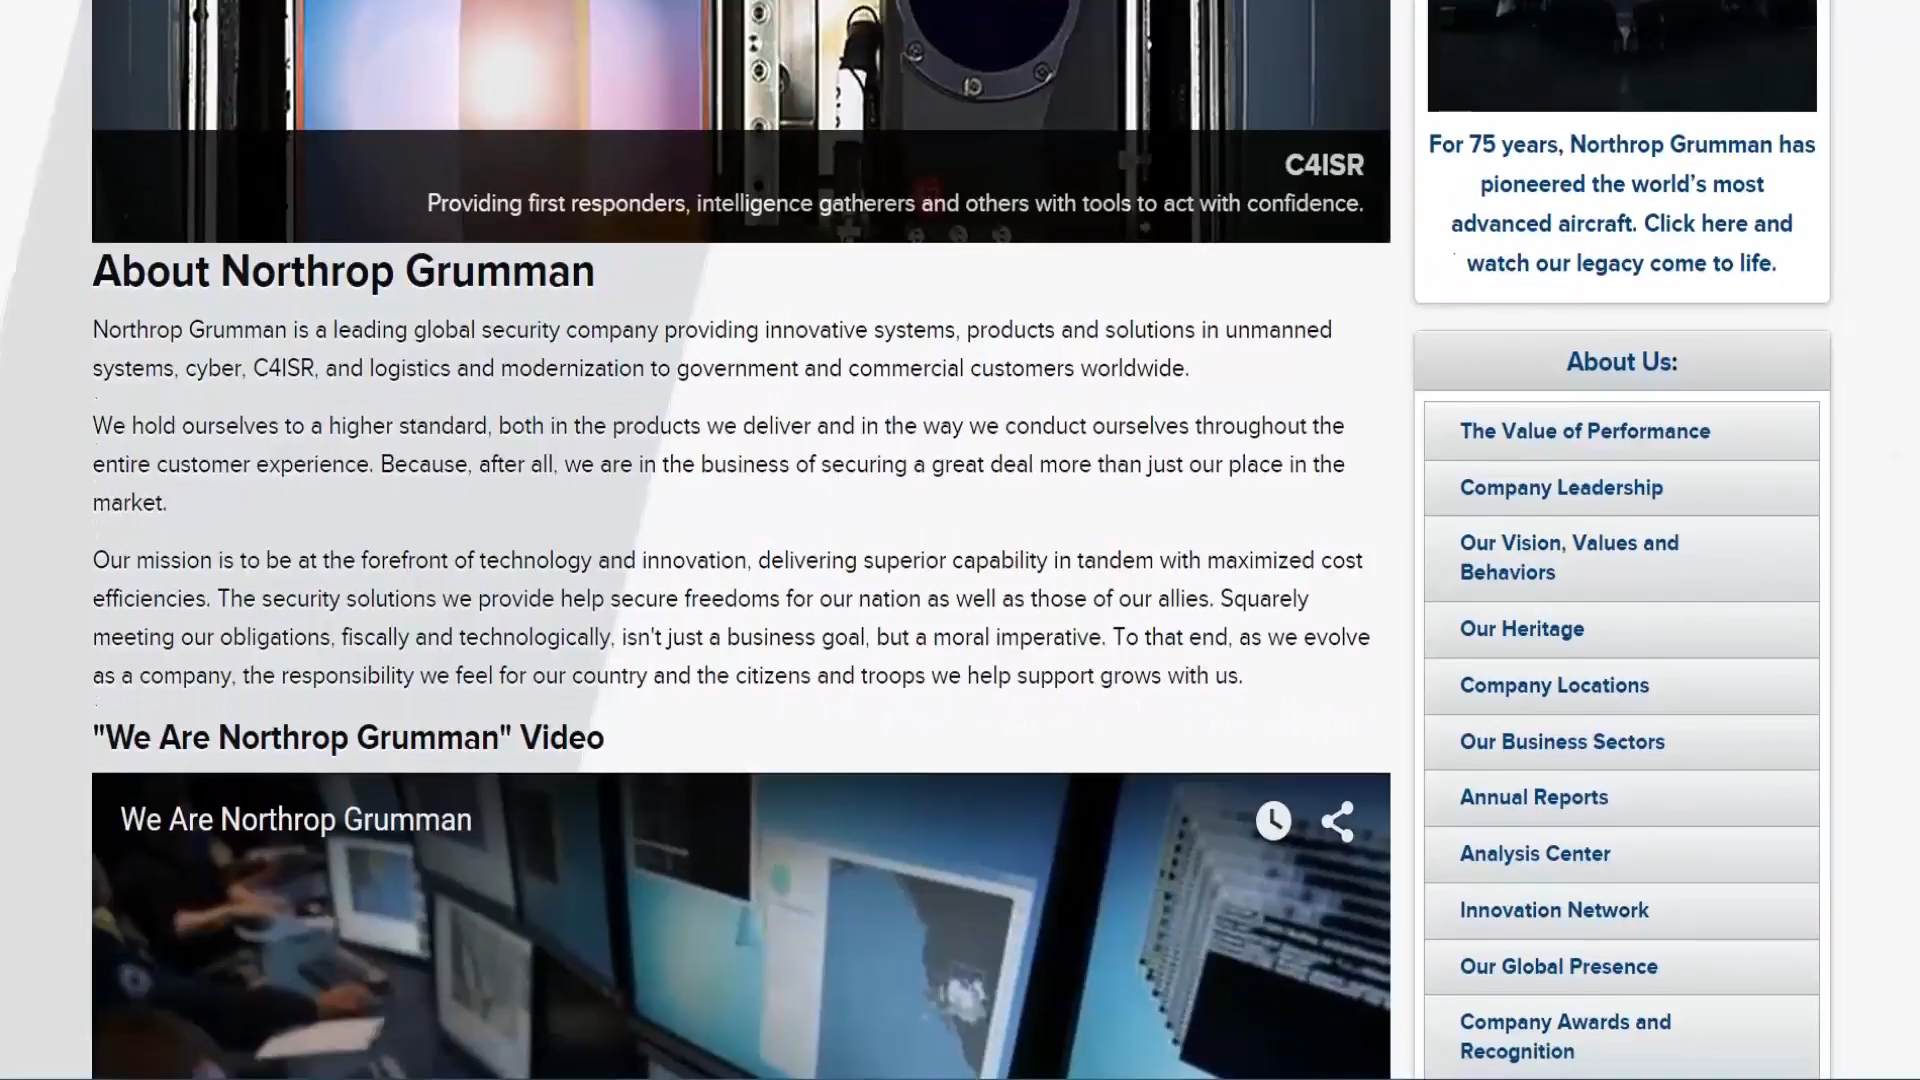 C4ISR
Providing first responders, intelligence gatherers and others with tools to act with confidence.
About Northrop Grumman
Northrop Grumman is a leading global security company providing innovative systems, products and solutions in unmanned
systems, cyber, C4ISR, and logistics and modernization to government and commercial customers worldwide.
We hold ourselves to a higher standard, both in the products we deliver and in the way we conduct ourselves throughout the
entire customer experience. Because, after all, we are in the business of securing a great deal more than just our place in the
market.
Our mission is to be at the forefront of technology and innovation, delivering superior capability in tandem with maximized cost
efficiencies. The security solutions we provide help secure freedoms for our nation as well as those of our allies. Squarely
meeting our obligations, fiscally and technologically, isn't just a business goal, but a moral imperative. To that end, as we evolve
as a company, the responsibility we feel for our country and the citizens and troops we help support grows with us.
"We Are Northrop Grumman" Video
We Are Northrop Grumman
For 75 years, Northrop Grumman has
pioneered the world’s most
advanced aircraft. Click here and
watch our legacy come to life.
About Us:
The Value of Performance
Company Leadership
Our Vision, Values and
Behaviors
Our Heritage
Company Locations
Our Business Sectors
Annual Reports
Analysis Center
Innovation Network
Our Global Presence
Company Awards and
Recognition